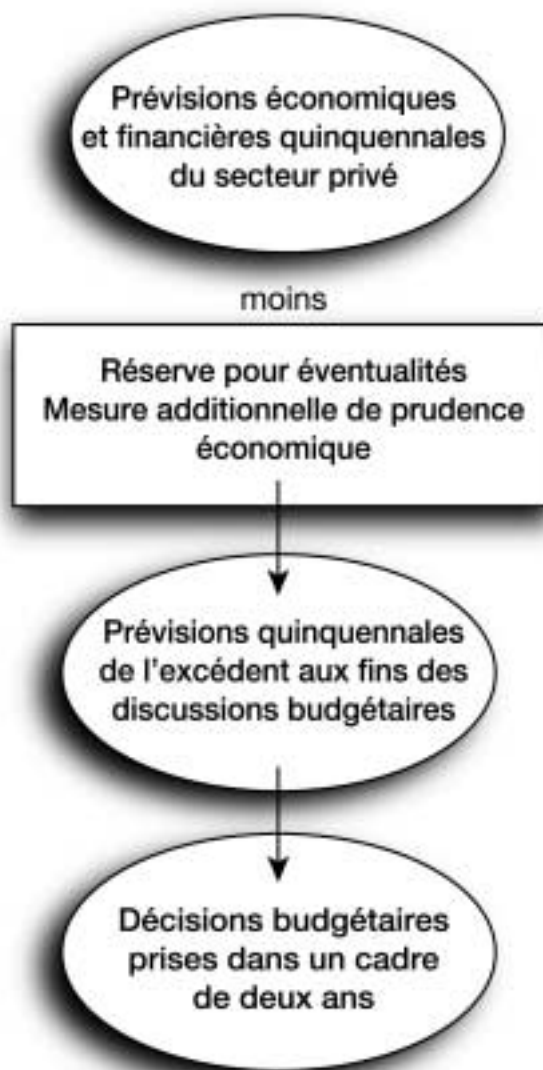 Prévisions économiques
et financières quinquennales
du secteur privé
moins
Réserve pour éventualités
Mesure additionnelle de prudence
économique
Prévisions quinquennales
de l'excédent aux fins des
discussions budgétaires
Décisions budgétaires
prises dans un cadre
de deux ans